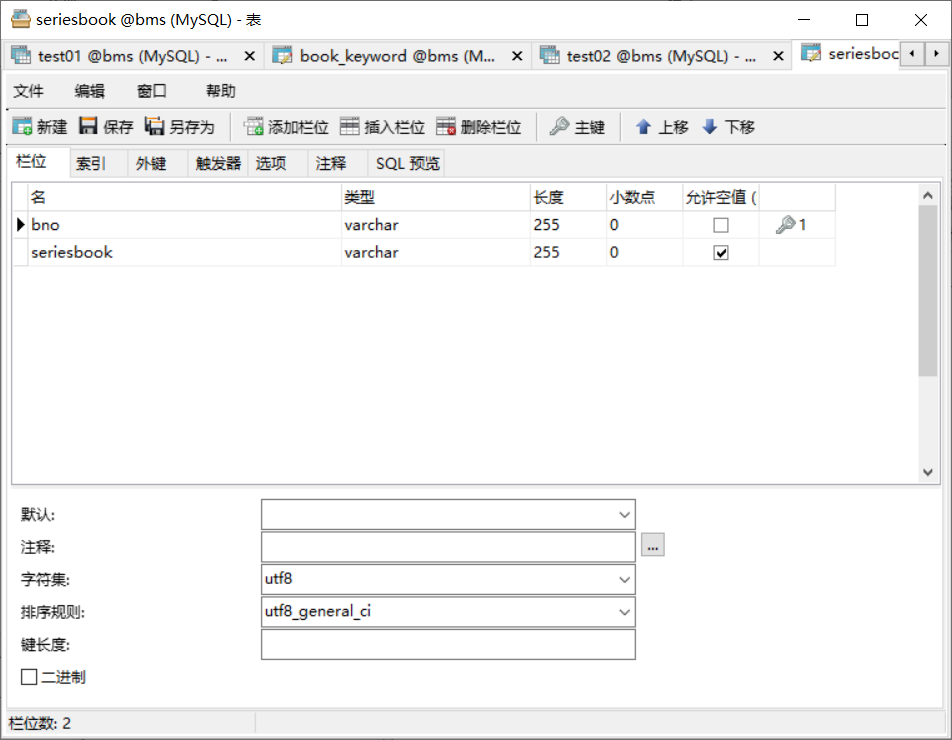 seriesbook @bms (MySQL) - 表
test01 @bms (MySQL) - ... book_keyword @bms (M... test02 @bms (MySQL) - ... seriesboo
文件 编辑 窗口 帮助
新建 保存 另存为 添加栏位 插入栏位 删除栏位 主键 上移 下移
栏位 索引 外键 触发器 选项 注释 SQL 预览
名 类型 长度 小数点 允许空值 (
bno varchar 255 0 1
seriesbook varchar 255 0
默认:
注释: ...
字符集: utf8
排序规则: utf8_general_ci
键长度:
二进制
栏位数: 2